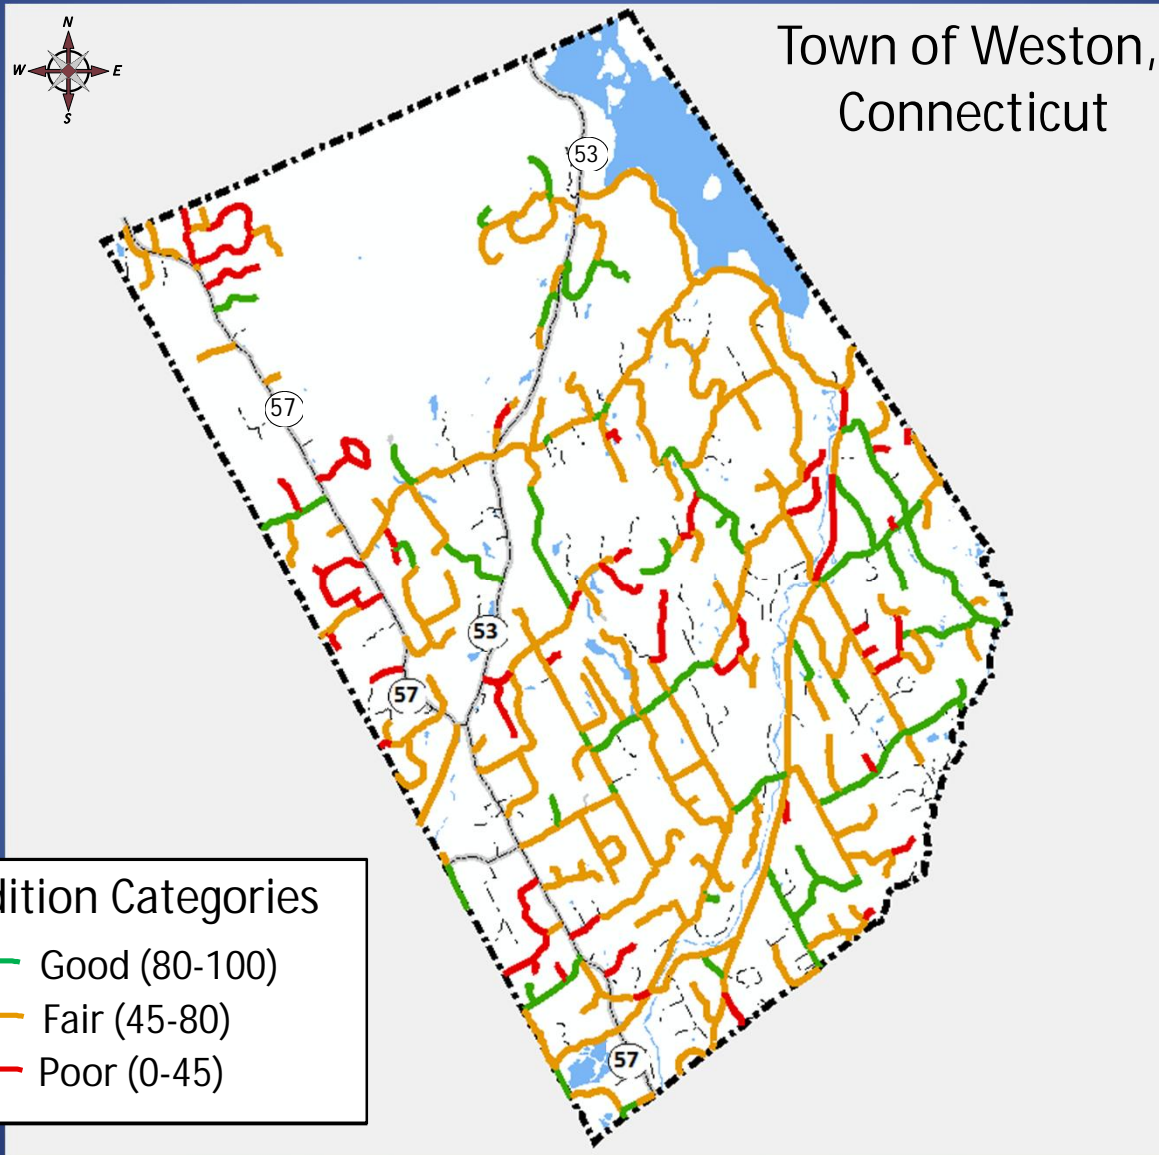 N
W E
S
Town of Weston,
Connecticut
53
57
53
57
dition Categories
Good (80-100)
Fair (45-80)
Poor (0-45)
57